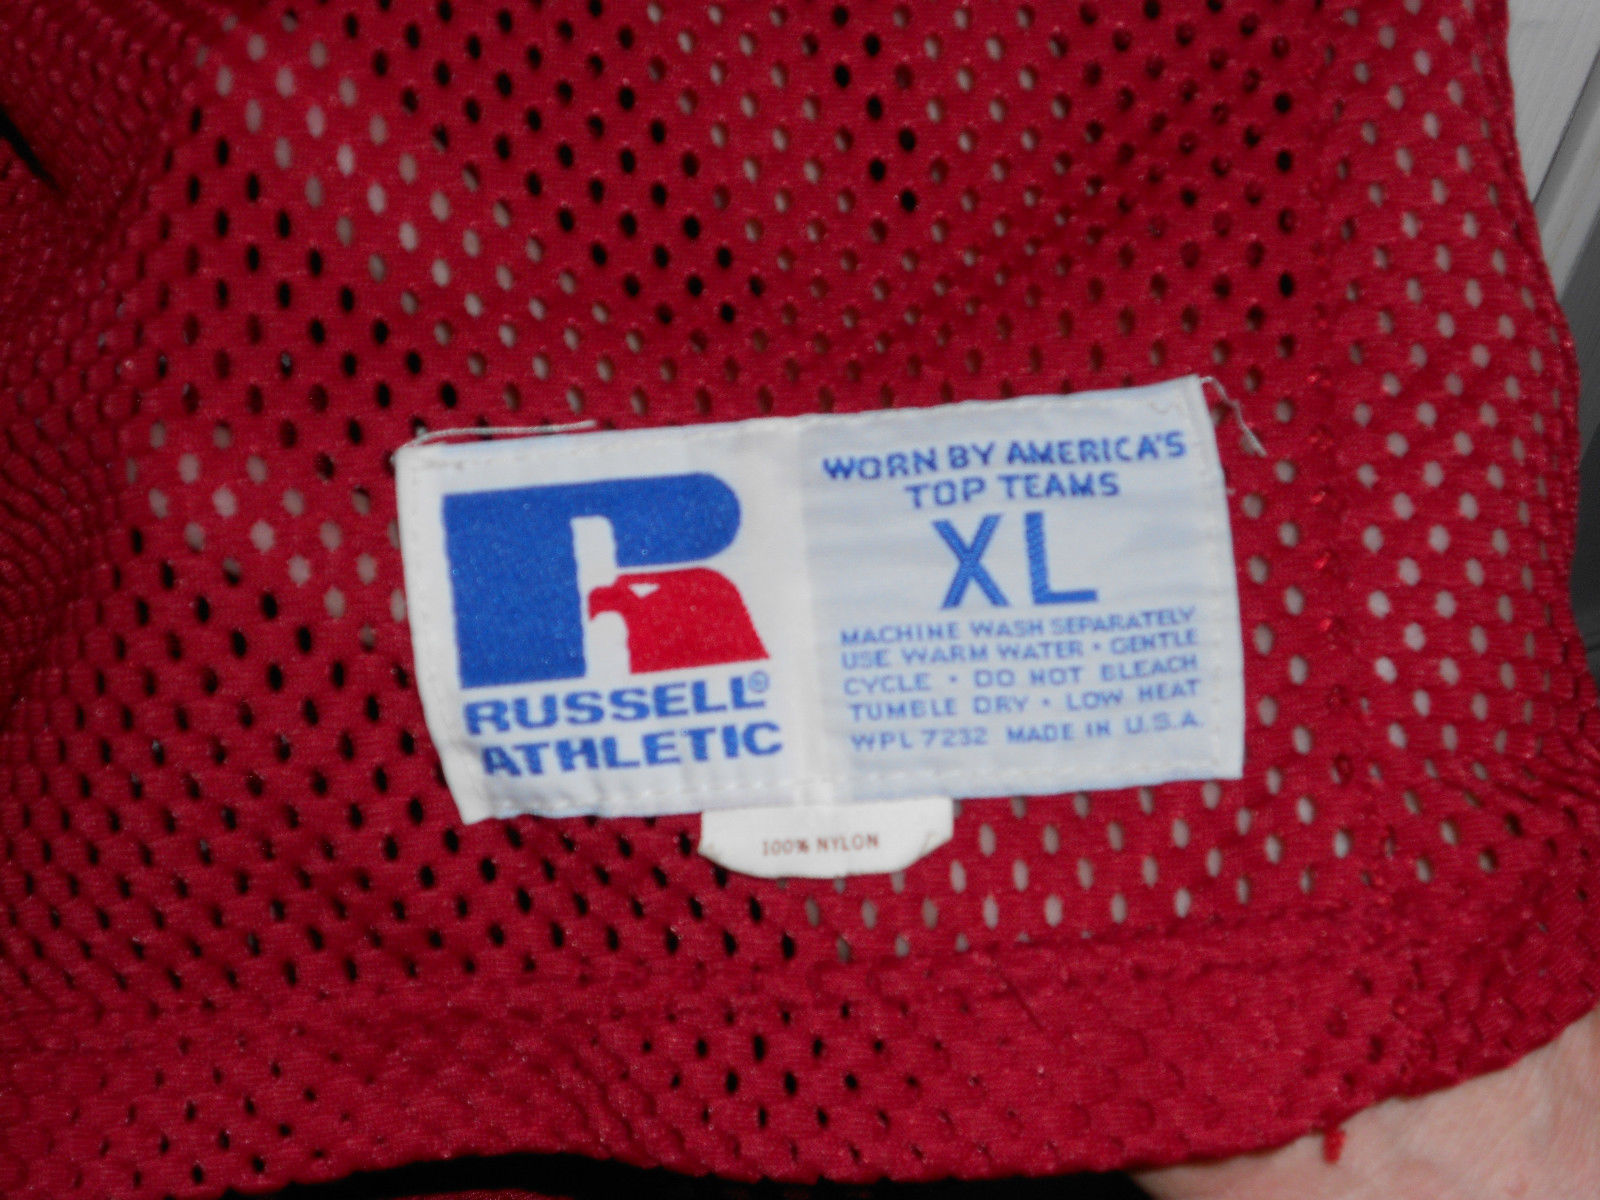 RUSSELL®
ATHLETIC
WORN BY AMERICA'S
TOP TEAMS
XL
MACHINE WASH SEPARATELY
USE WARM WATER • GENTLE
CYCLE • DO NOT BLEACH
TUMBLE DRY • LOW HEAT
WPL 7232 MADE IN U.S.A.
100% NYLON